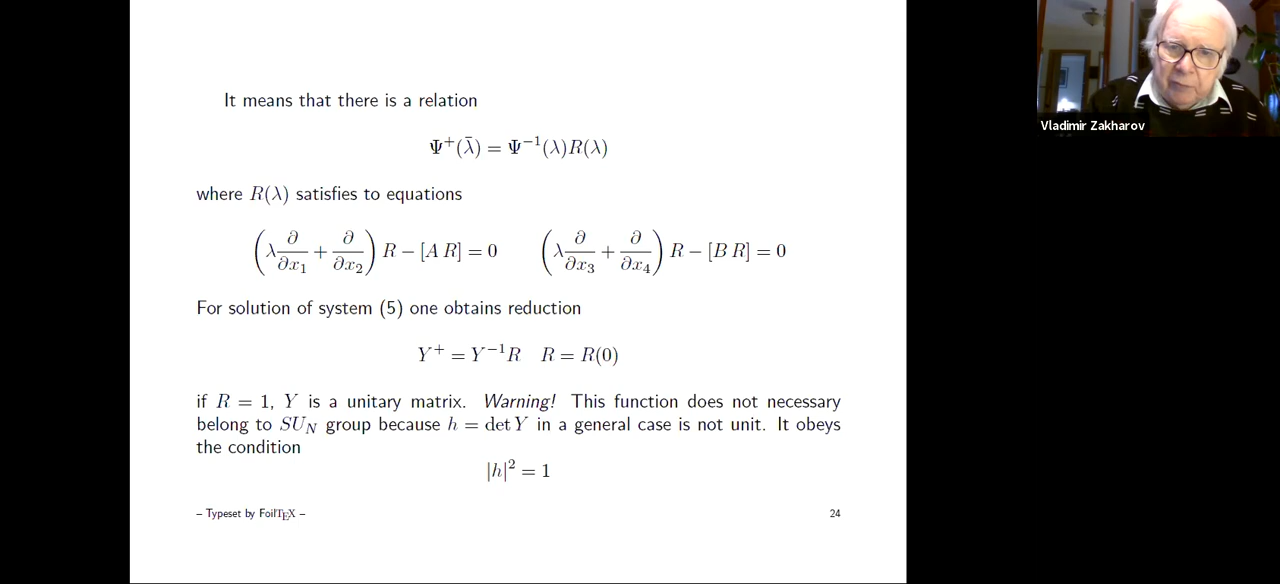 It means that there is a relation
Ψ⁺(λ̄) = Ψ⁻¹(λ)R(λ)
where R(λ) satisfies to equations
(λ ∂/∂x₁ + ∂/∂x₂) R − [A R] = 0    (λ ∂/∂x₃ + ∂/∂x₄) R − [B R] = 0
For solution of system (5) one obtains reduction
Y⁺ = Y⁻¹R    R = R(0)
if R = 1, Y is a unitary matrix. Warning! This function does not necessary
belong to SU_N group because h = det Y in a general case is not unit. It obeys
the condition
|h|² = 1
– Typeset by FoilTEX –    24
Vladimir Zakharov